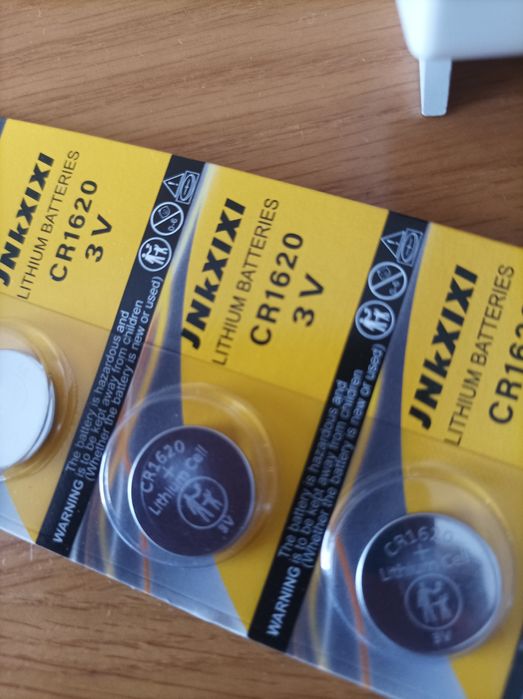 JNkXIXI
LITHIUM BATTERIES
CR1620
3V
WARNING
The battery is hazardous and
is to be kept away from children
(Whether the battery is new or used)
JNkXIXI
LITHIUM BATTERIES
CR1620
3V
CR1620
+
Lithium Cell
3V
WARNING
The battery is hazardous and
is to be kept away from children
(Whether the battery is new or used)
JNkXIXI
LITHIUM BATTERIES
CR1620
+
Lithium Cell
3V